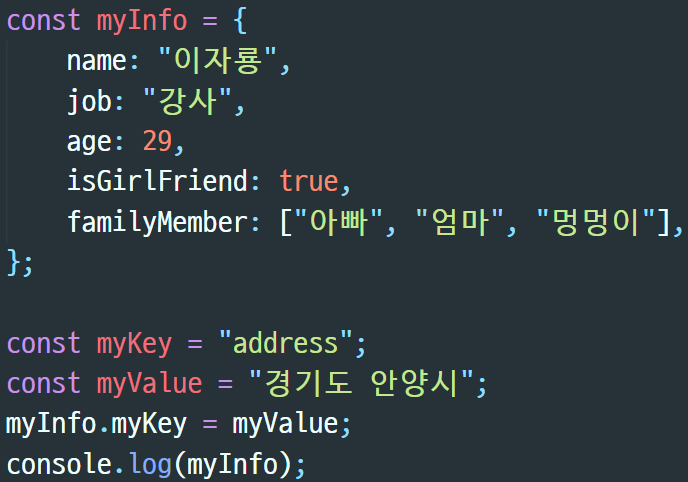 const myInfo = {
    name: "이자룡",
    job: "강사",
    age: 29,
    isGirlFriend: true,
    familyMember: ["아빠", "엄마", "멍멍이"],
};

const myKey = "address";
const myValue = "경기도 안양시";
myInfo.myKey = myValue;
console.log(myInfo);